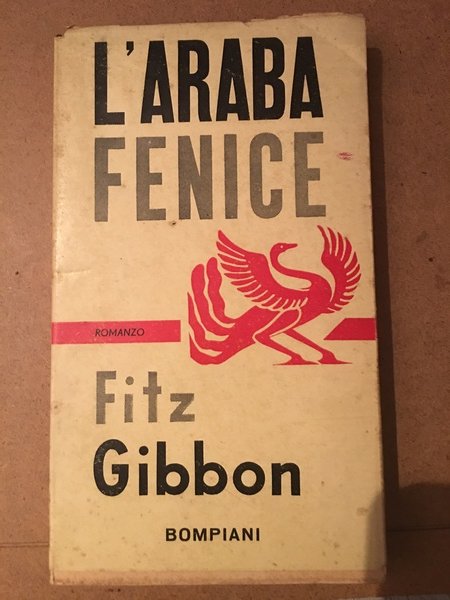 L'ARABA
FENICE
ROMANZO
Fitz
Gibbon
BOMPIANI